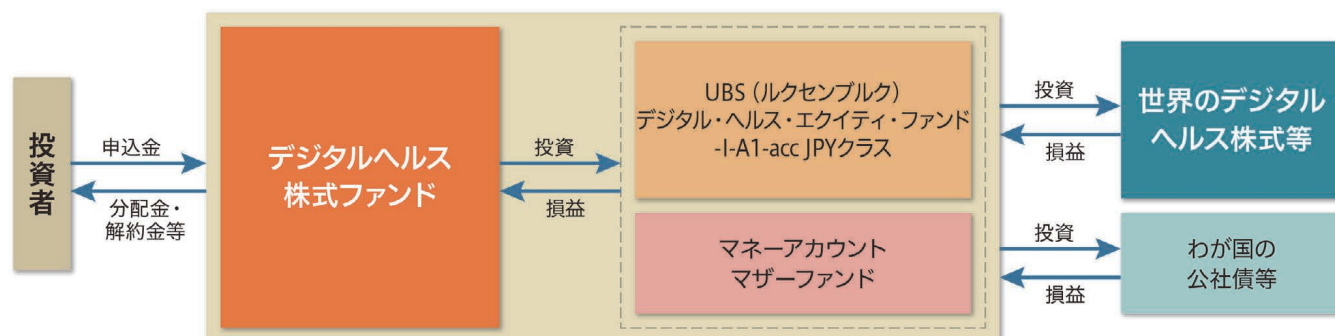 投資者
申込金
分配金・
解約金等
デジタルヘルス
株式ファンド
投資
損益
UBS（ルクセンブルク）
デジタル・ヘルス・エクイティ・ファンド
-I-A1-acc JPYクラス
マネーアカウント
マザーファンド
投資
損益
世界のデジタル
ヘルス株式等
投資
損益
わが国の
公社債等